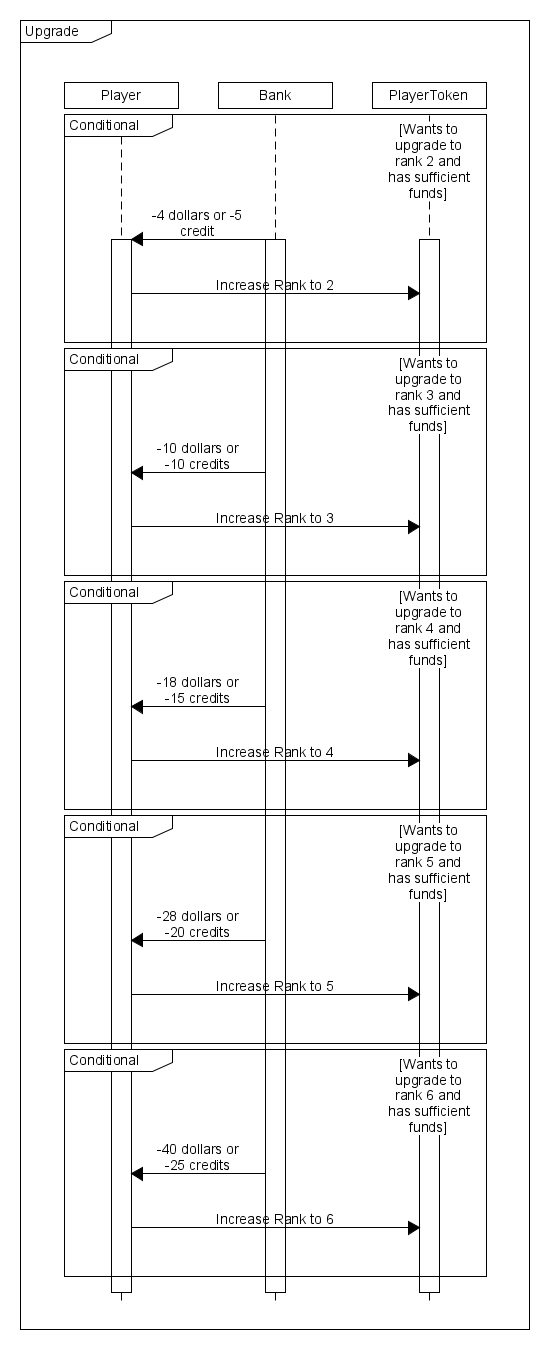 Upgrade
Player
Bank
PlayerToken
Conditional
[Wants to
upgrade to
rank 2 and
has sufficient
funds]
-4 dollars or -5
credit
Increase Rank to 2
Conditional
[Wants to
upgrade to
rank 3 and
has sufficient
funds]
-10 dollars or
-10 credits
Increase Rank to 3
Conditional
[Wants to
upgrade to
rank 4 and
has sufficient
funds]
-18 dollars or
-15 credits
Increase Rank to 4
Conditional
[Wants to
upgrade to
rank 5 and
has sufficient
funds]
-28 dollars or
-20 credits
Increase Rank to 5
Conditional
[Wants to
upgrade to
rank 6 and
has sufficient
funds]
-40 dollars or
-25 credits
Increase Rank to 6